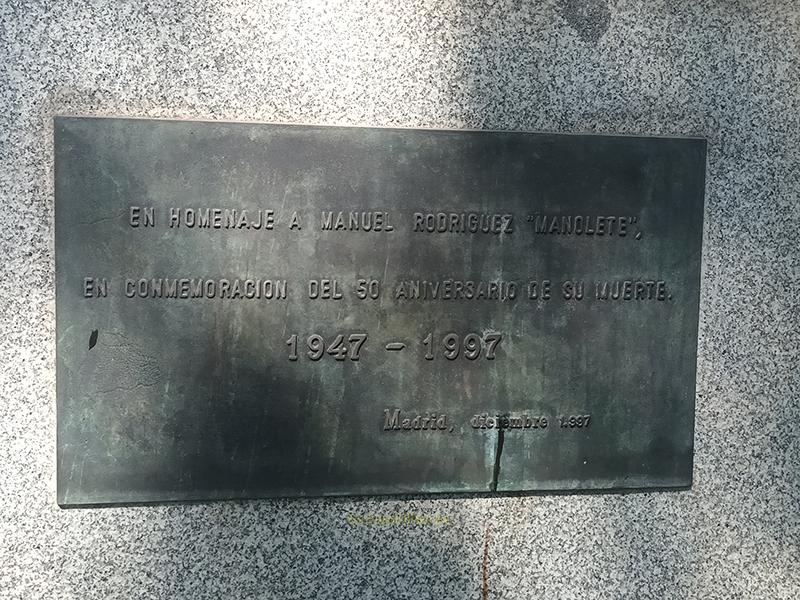 EN HOMENAJE A MANUEL RODRIGUEZ "MANOLETE",
EN CONMEMORACION DEL 50 ANIVERSARIO DE SU MUERTE.
1947 - 1997
Madrid, diciembre 1.997